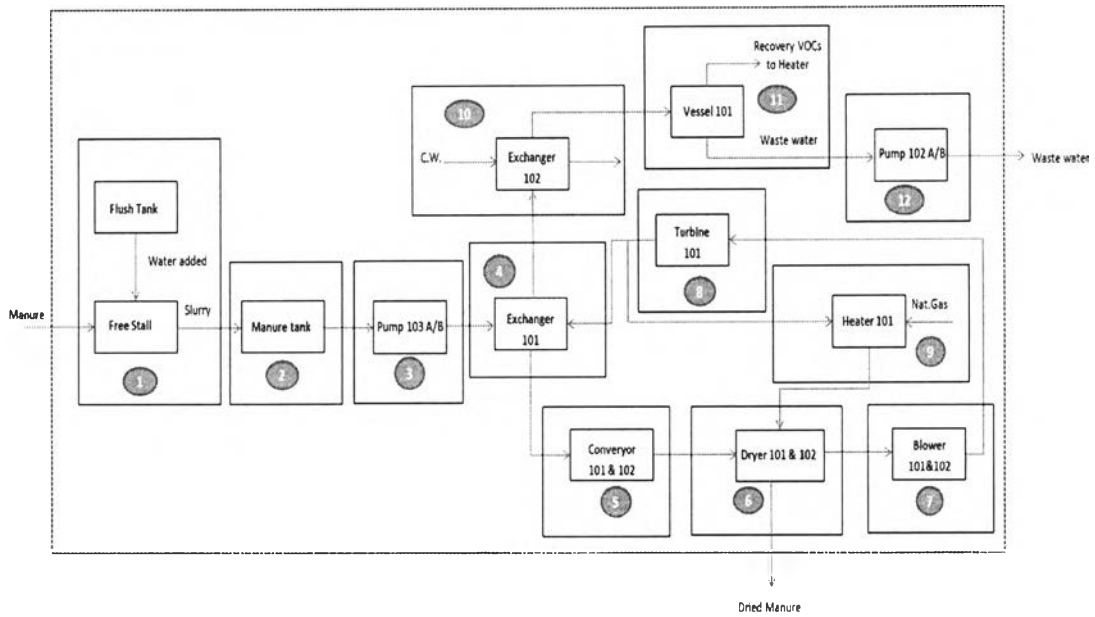 Recovery VOCs
to Heater
11
10
Vessel 101
C.W.
Exchanger
102
Waste water
Pump 102 A/B
Waste water
12
Flush Tank
Turbine
101
Water added
4
8
Nat.Gas
Manure
Slurry
Free Stall
Manure tank
Pump 103 A/B
Exchanger
101
Heater 101
1
2
3
9
Converyor
101 & 102
Dryer 101 & 102
Blower
101&102
5
6
7
Dried Manure